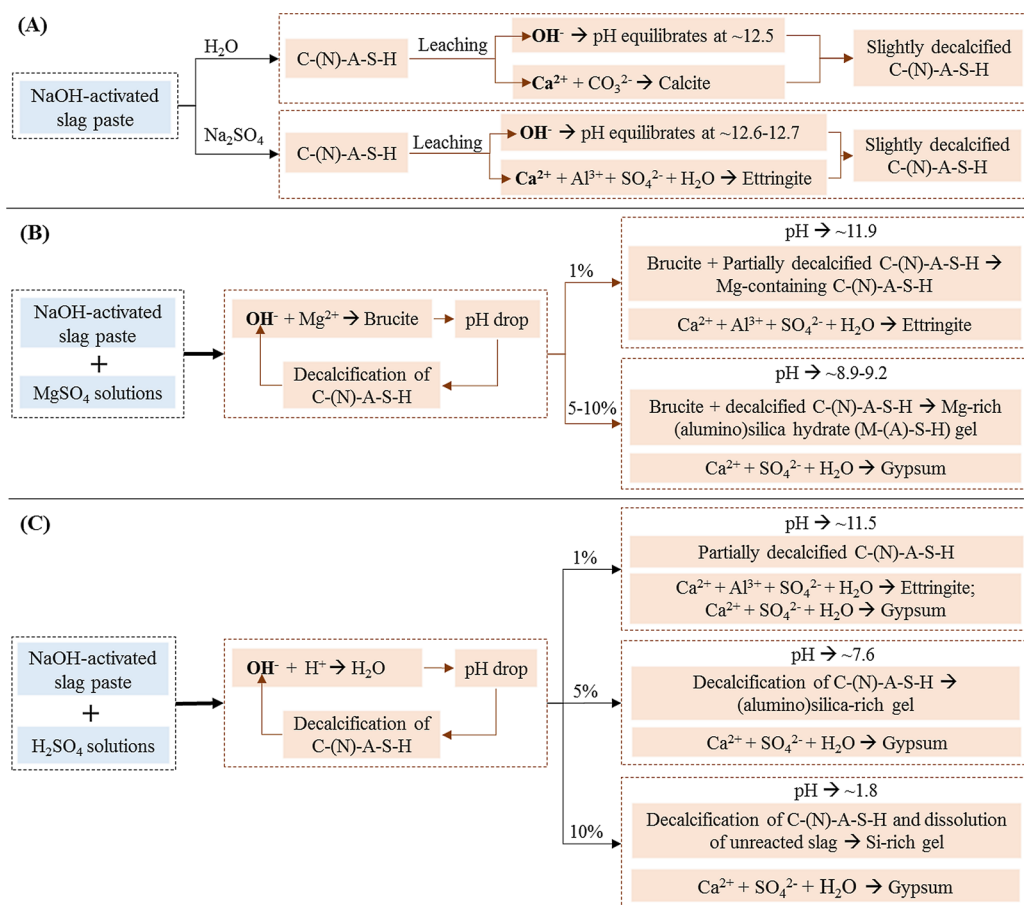 (A)
NaOH-activated
slag paste
H₂O
C-(N)-A-S-H
Leaching
OH⁻ → pH equilibrates at ~12.5
Ca²⁺ + CO₃²⁻ → Calcite
Slightly decalcified
C-(N)-A-S-H
Na₂SO₄
C-(N)-A-S-H
Leaching
OH⁻ → pH equilibrates at ~12.6-12.7
Ca²⁺ + Al³⁺ + SO₄²⁻ + H₂O → Ettringite
Slightly decalcified
C-(N)-A-S-H
(B)
NaOH-activated
slag paste
+
MgSO₄ solutions
OH⁻ + Mg²⁺ → Brucite
pH drop
Decalcification of
C-(N)-A-S-H
1%
pH → ~11.9
Brucite + Partially decalcified C-(N)-A-S-H →
Mg-containing C-(N)-A-S-H
Ca²⁺ + Al³⁺ + SO₄²⁻ + H₂O → Ettringite
5-10%
pH → ~8.9-9.2
Brucite + decalcified C-(N)-A-S-H → Mg-rich
(alumino)silica hydrate (M-(A)-S-H) gel
Ca²⁺ + SO₄²⁻ + H₂O → Gypsum
(C)
NaOH-activated
slag paste
+
H₂SO₄ solutions
OH⁻ + H⁺ → H₂O
pH drop
Decalcification of
C-(N)-A-S-H
1%
pH → ~11.5
Partially decalcified C-(N)-A-S-H
Ca²⁺ + Al³⁺ + SO₄²⁻ + H₂O → Ettringite;
Ca²⁺ + SO₄²⁻ + H₂O → Gypsum
5%
pH → ~7.6
Decalcification of C-(N)-A-S-H →
(alumino)silica-rich gel
Ca²⁺ + SO₄²⁻ + H₂O → Gypsum
10%
pH → ~1.8
Decalcification of C-(N)-A-S-H and dissolution
of unreacted slag → Si-rich gel
Ca²⁺ + SO₄²⁻ + H₂O → Gypsum